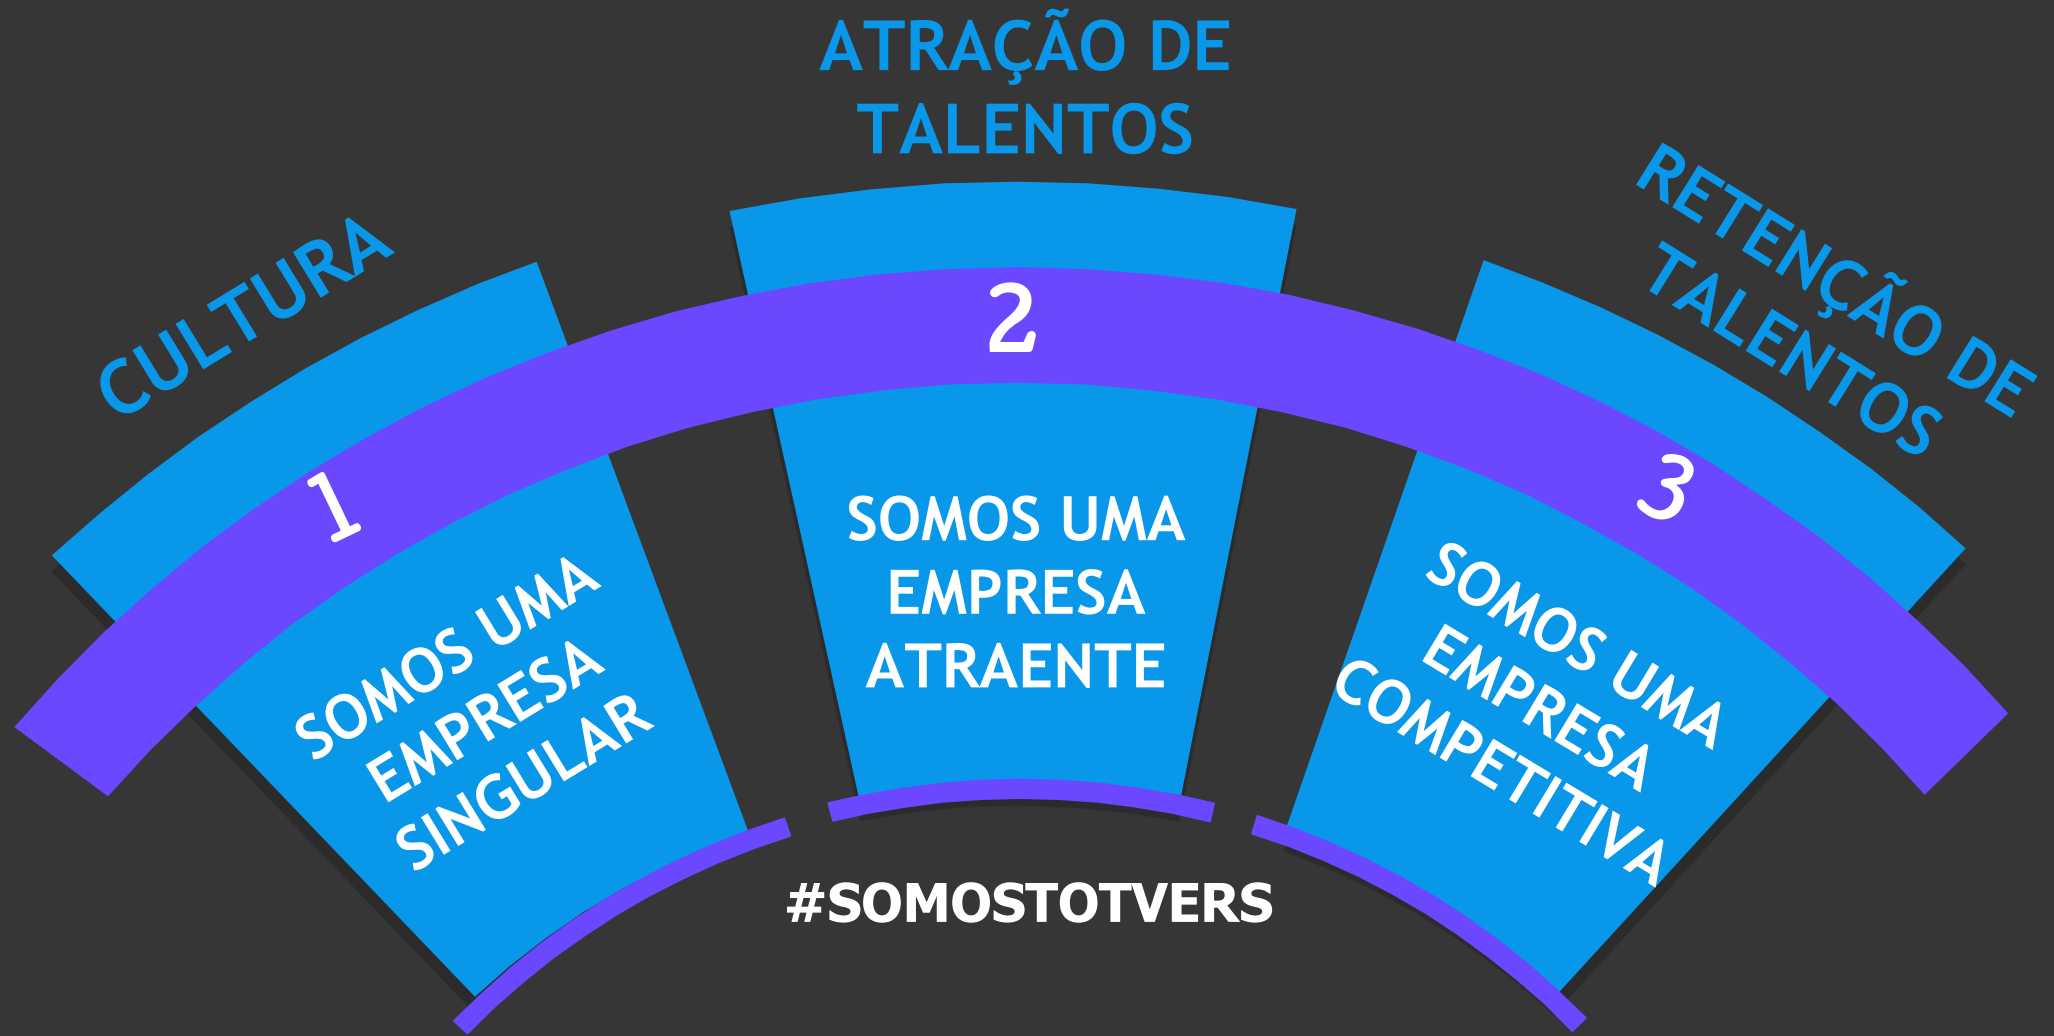 CULTURA
1
SOMOS UMA
EMPRESA
SINGULAR
ATRAÇÃO DE
TALENTOS
2
SOMOS UMA
EMPRESA
ATRAENTE
RETENÇÃO DE
TALENTOS
3
SOMOS UMA
EMPRESA
COMPETITIVA
#SOMOSTOTVERS